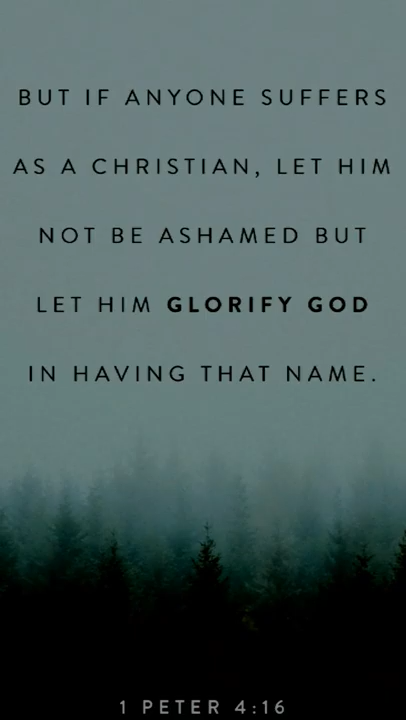 BUT IF ANYONE SUFFERS
AS A CHRISTIAN, LET HIM
NOT BE ASHAMED BUT
LET HIM GLORIFY GOD
IN HAVING THAT NAME.
1 PETER 4:16